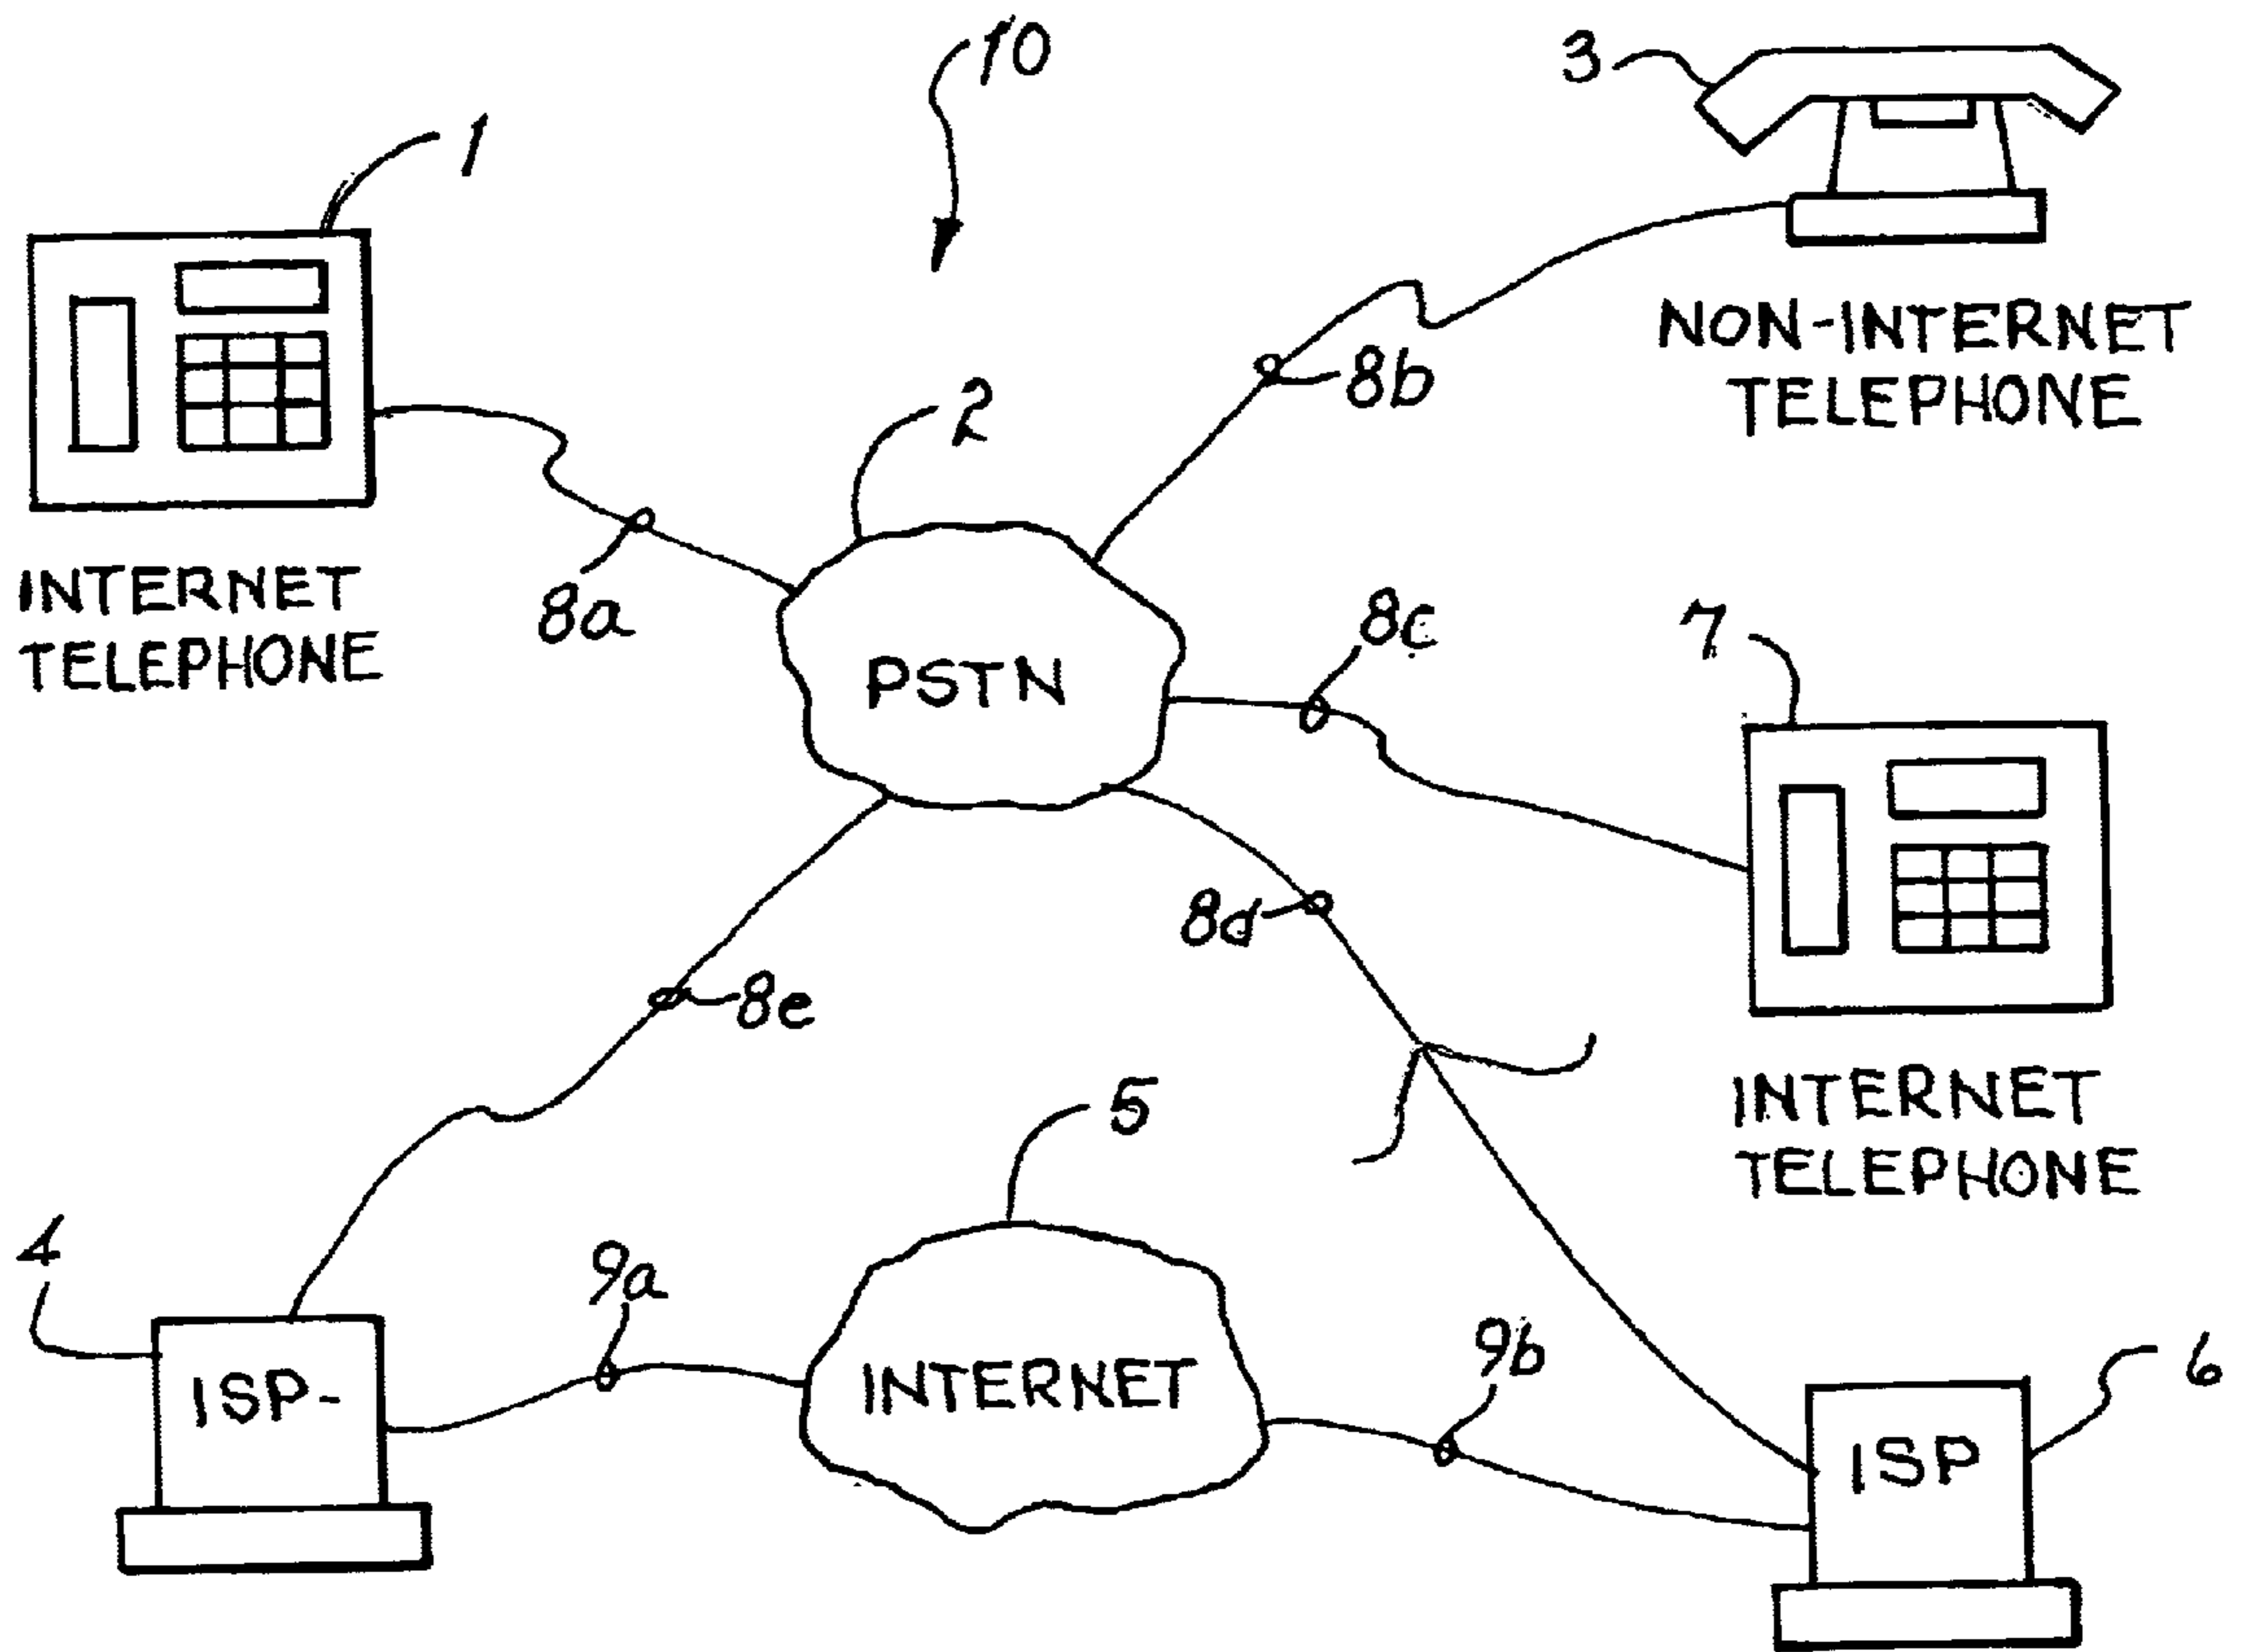 10
3
1
NON-INTERNET
TELEPHONE
8b
2
INTERNET
TELEPHONE
8a
8c
7
PSTN
8d
8e
INTERNET
TELEPHONE
5
4
9a
9b
6
ISP-
INTERNET
ISP